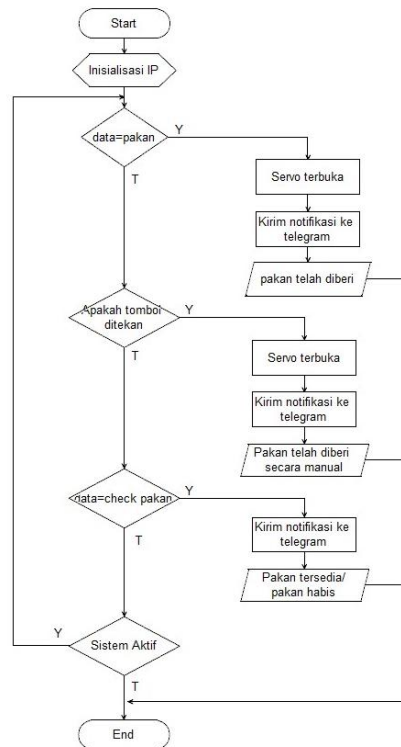 Start
Inisialisasi IP
data=pakan
Y
T
Servo terbuka
Kirim notifikasi ke
telegram
pakan telah diberi
Apakah tombol
ditekan
Y
T
Servo terbuka
Kirim notifikasi ke
telegram
Pakan telah diberi
secara manual
data=check pakan
Y
T
Kirim notifikasi ke
telegram
Pakan tersedia/
pakan habis
Y
Sistem Aktif
T
End